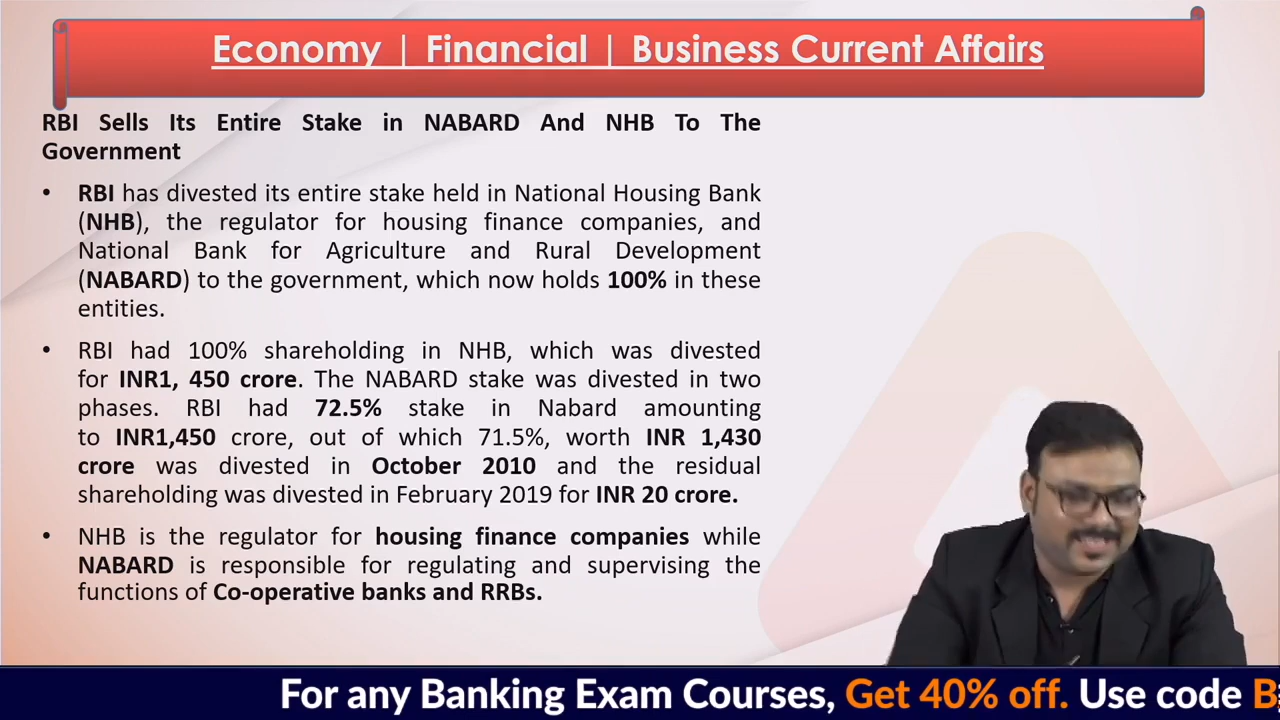 Economy | Financial | Business Current Affairs
RBI Sells Its Entire Stake in NABARD And NHB To The
Government
• RBI has divested its entire stake held in National Housing Bank
(NHB), the regulator for housing finance companies, and
National Bank for Agriculture and Rural Development
(NABARD) to the government, which now holds 100% in these
entities.
• RBI had 100% shareholding in NHB, which was divested
for INR1, 450 crore. The NABARD stake was divested in two
phases. RBI had 72.5% stake in Nabard amounting
to INR1,450 crore, out of which 71.5%, worth INR 1,430
crore was divested in October 2010 and the residual
shareholding was divested in February 2019 for INR 20 crore.
• NHB is the regulator for housing finance companies while
NABARD is responsible for regulating and supervising the
functions of Co-operative banks and RRBs.
For any Banking Exam Courses, Get 40% off. Use code